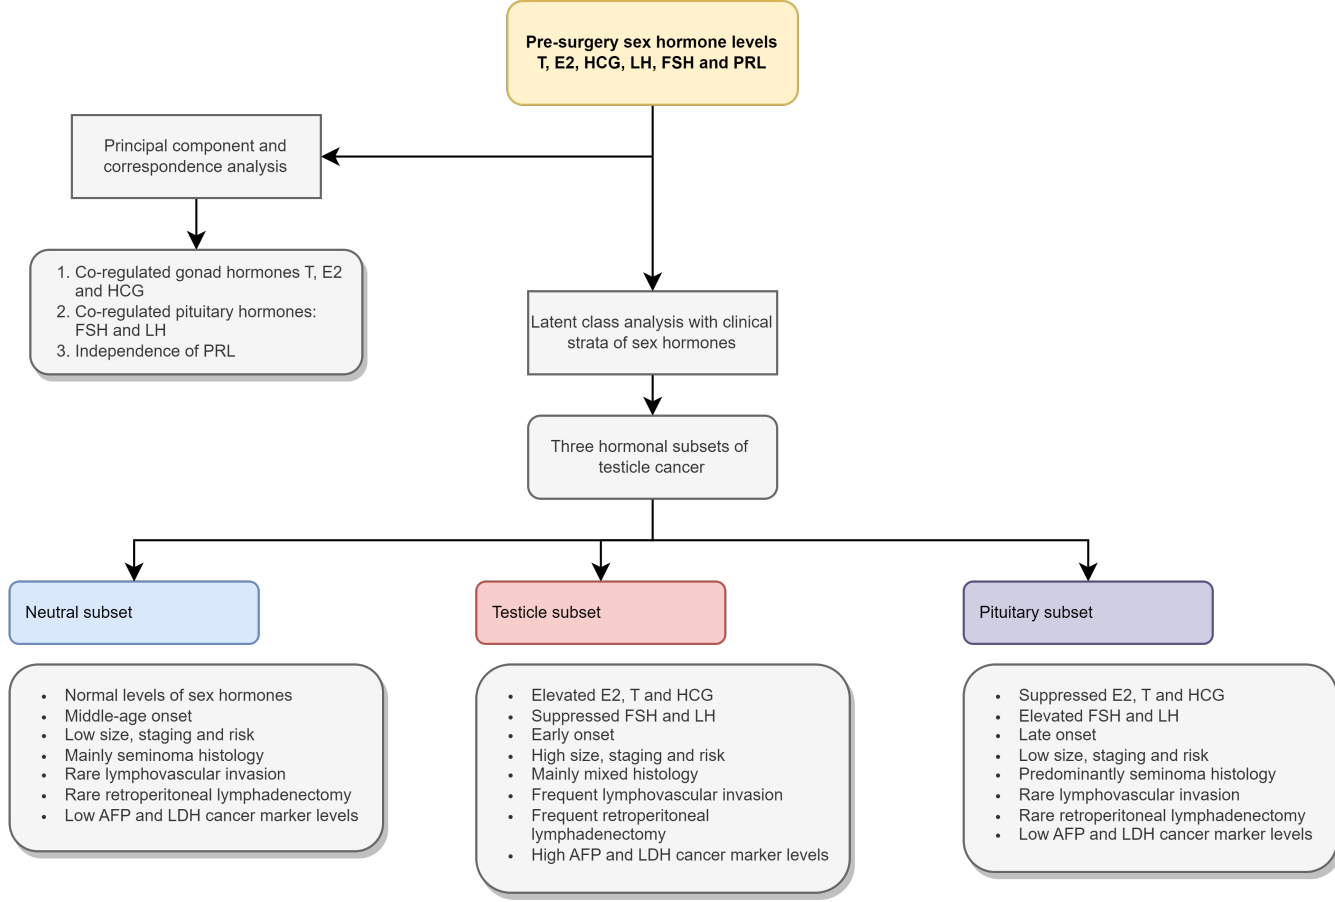 Pre-surgery sex hormone levels
T, E2, HCG, LH, FSH and PRL
Principal component and
correspondence analysis
1. Co-regulated gonad hormones T, E2
and HCG
2. Co-regulated pituitary hormones:
FSH and LH
3. Independence of PRL
Latent class analysis with clinical
strata of sex hormones
Three hormonal subsets of
testicle cancer
Neutral subset
• Normal levels of sex hormones
• Middle-age onset
• Low size, staging and risk
• Mainly seminoma histology
• Rare lymphovascular invasion
• Rare retroperitoneal lymphadenectomy
• Low AFP and LDH cancer marker levels
Testicle subset
• Elevated E2, T and HCG
• Suppressed FSH and LH
• Early onset
• High size, staging and risk
• Mainly mixed histology
• Frequent lymphovascular invasion
• Frequent retroperitoneal
lymphadenectomy
• High AFP and LDH cancer marker levels
Pituitary subset
• Suppressed E2, T and HCG
• Elevated FSH and LH
• Late onset
• Low size, staging and risk
• Predominantly seminoma histology
• Rare lymphovascular invasion
• Rare retroperitoneal lymphadenectomy
• Low AFP and LDH cancer marker levels